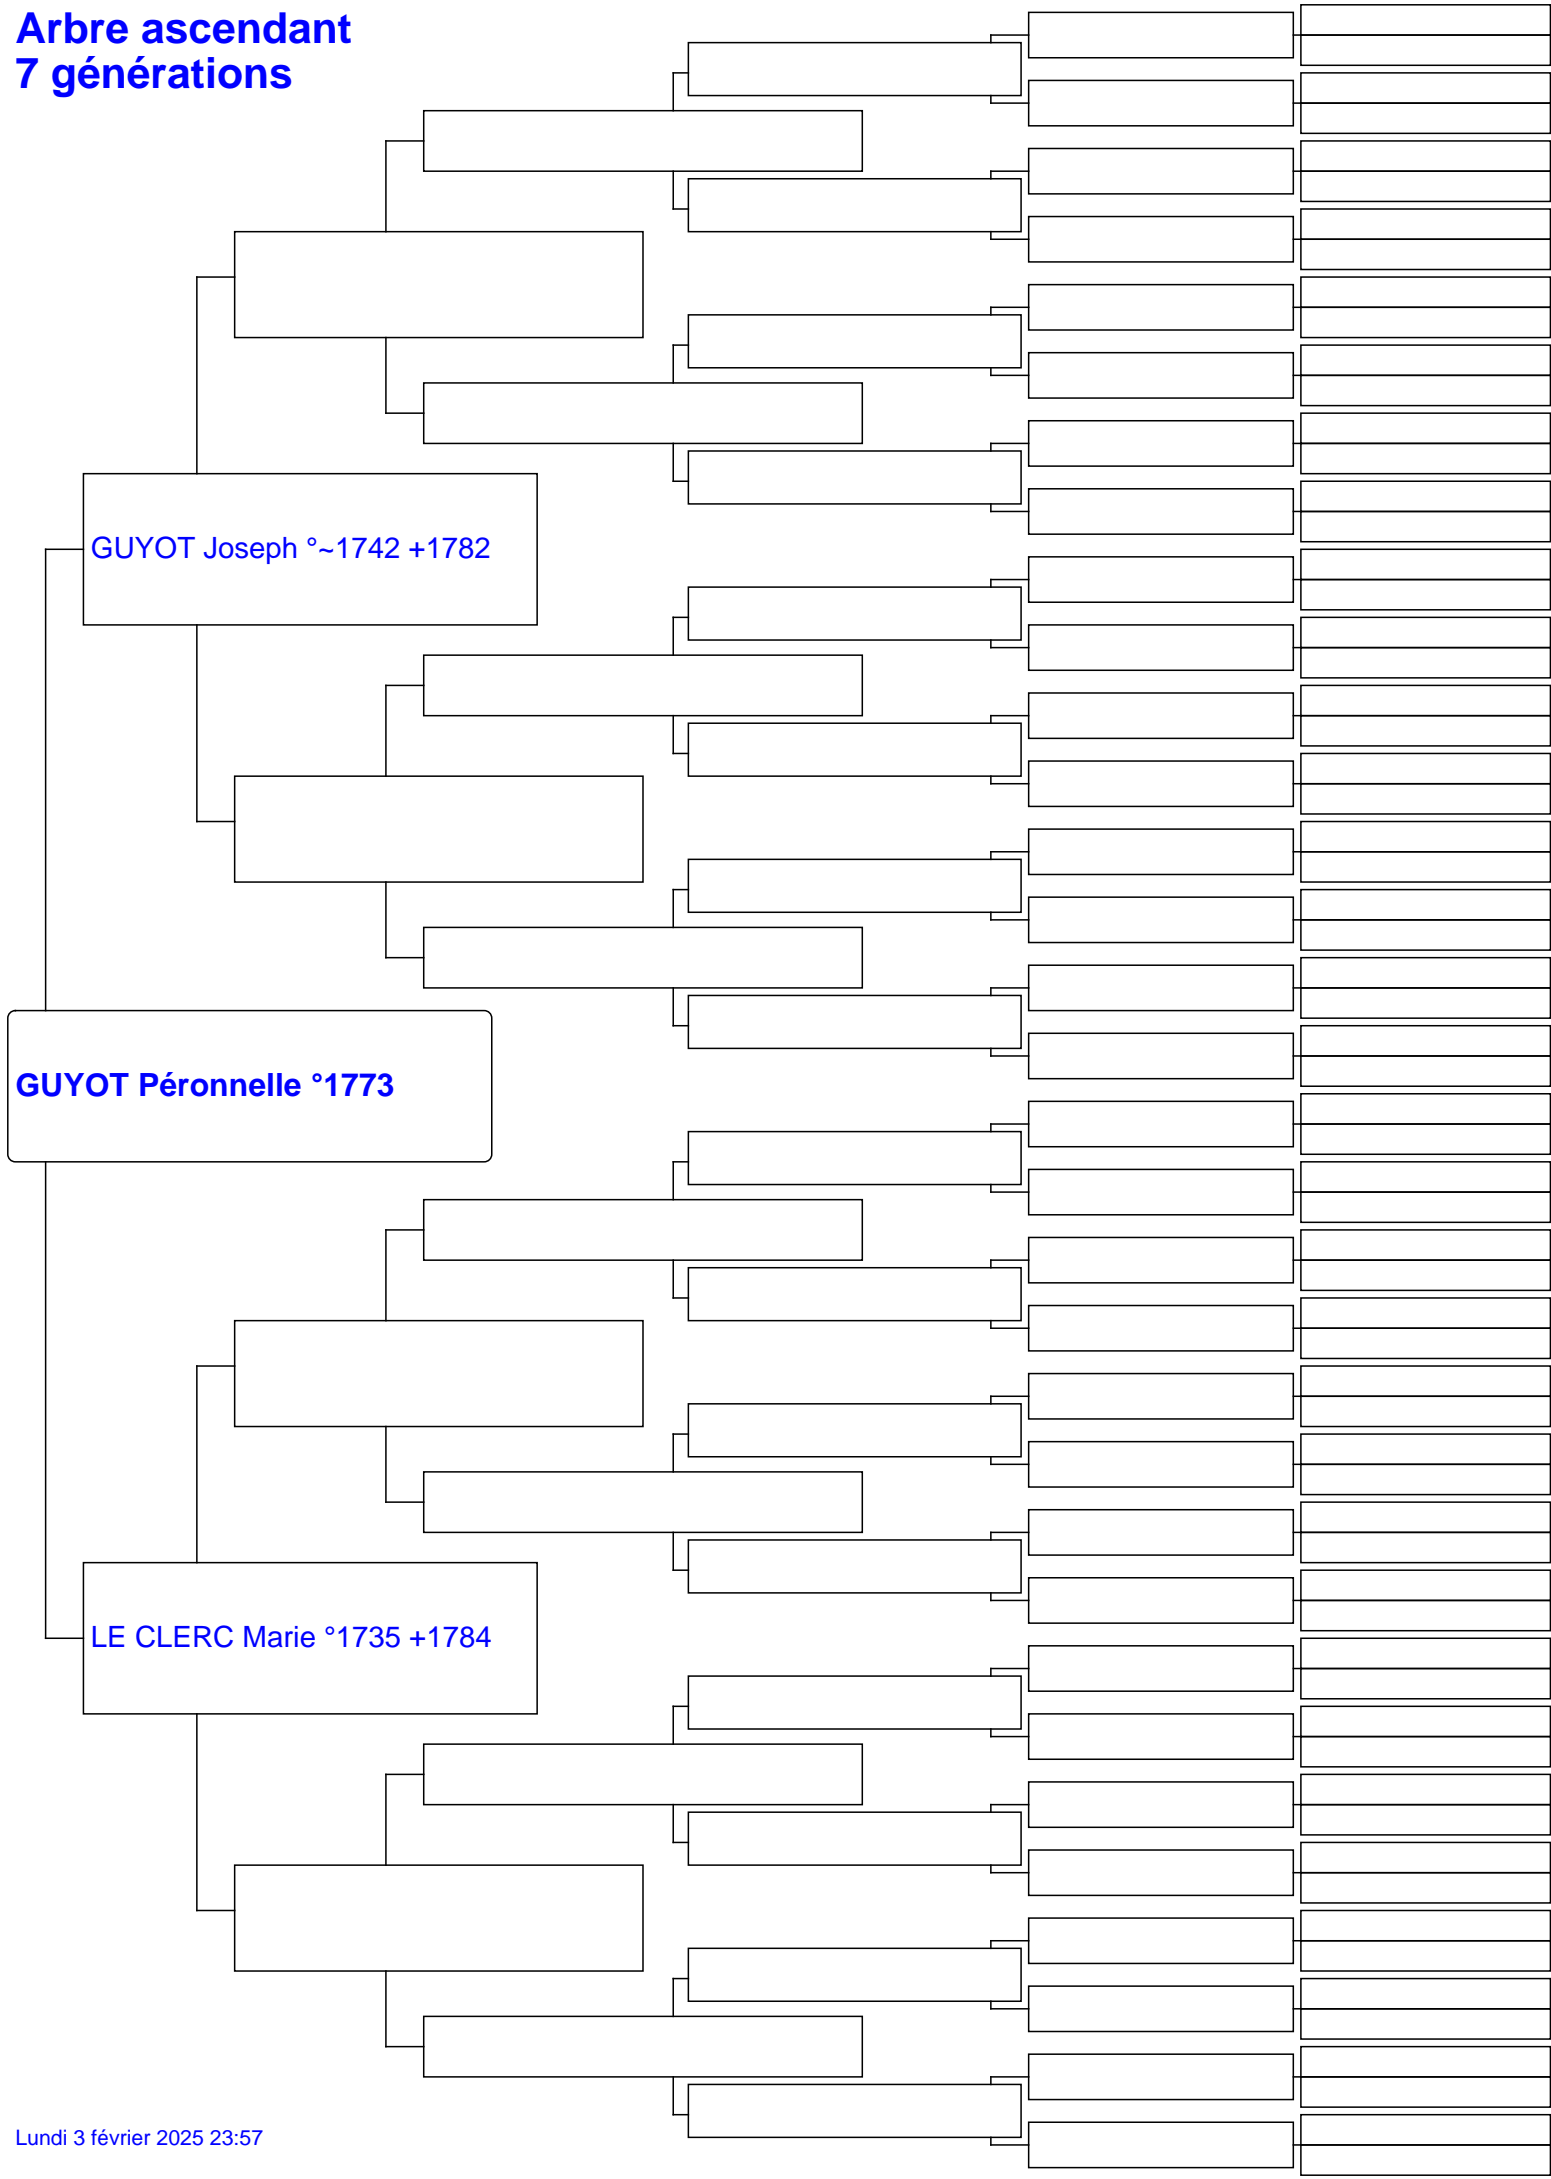 Arbre ascendant
7 générations
GUYOT Joseph °~1742 +1782
GUYOT Péronnelle °1773
LE CLERC Marie °1735 +1784
Lundi 3 février 2025 23:57